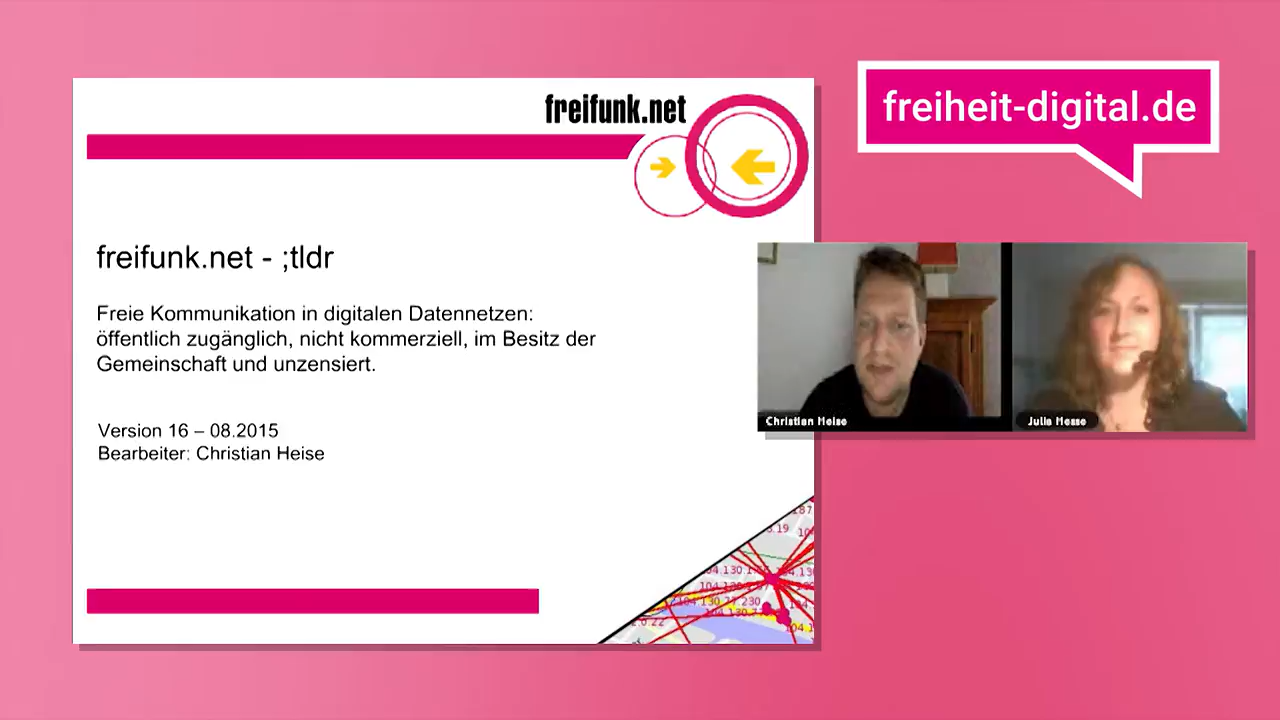 freifunk.net
freifunk.net - ;tldr
Freie Kommunikation in digitalen Datennetzen:
öffentlich zugänglich, nicht kommerziell, im Besitz der
Gemeinschaft und unzensiert.
Version 16 – 08.2015
Bearbeiter: Christian Heise
freiheit-digital.de
Christian Heise
Julia Hesse